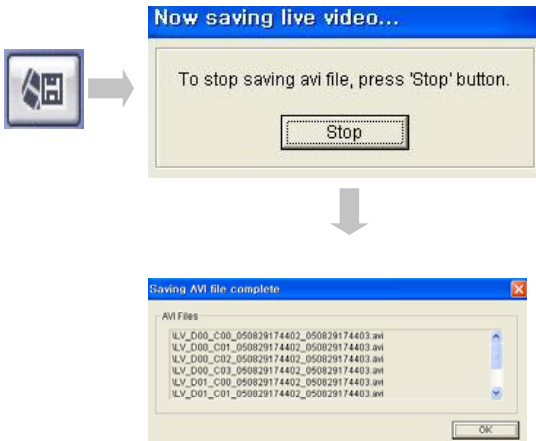 Now saving live video...
To stop saving avi file, press 'Stop' button.
Stop
Saving AVI file complete
AVI Files
\LV_D00_C00_050829174402_050829174403.avi
\LV_D00_C01_050829174402_050829174403.avi
\LV_D00_C02_050829174402_050829174403.avi
\LV_D00_C03_050829174402_050829174403.avi
\LV_D01_C00_050829174402_050829174403.avi
\LV_D01_C01_050829174402_050829174403.avi
OK